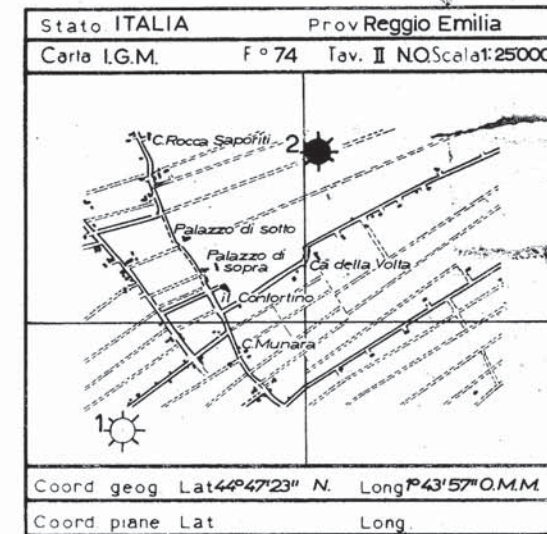 Stato ITALIA Prov Reggio Emilia
Carta I.G.M. F° 74 Tav. II N.O. Scala 1:25000
C. Rocca Saporiti
2
Palazzo di sotto
Palazzo di
sopra
Ca della Volta
il Confortino
C. Munara
1
Coord geog Lat 44°47'23" N. Long 1°43'57" O.M.M.
Coord piane Lat Long.